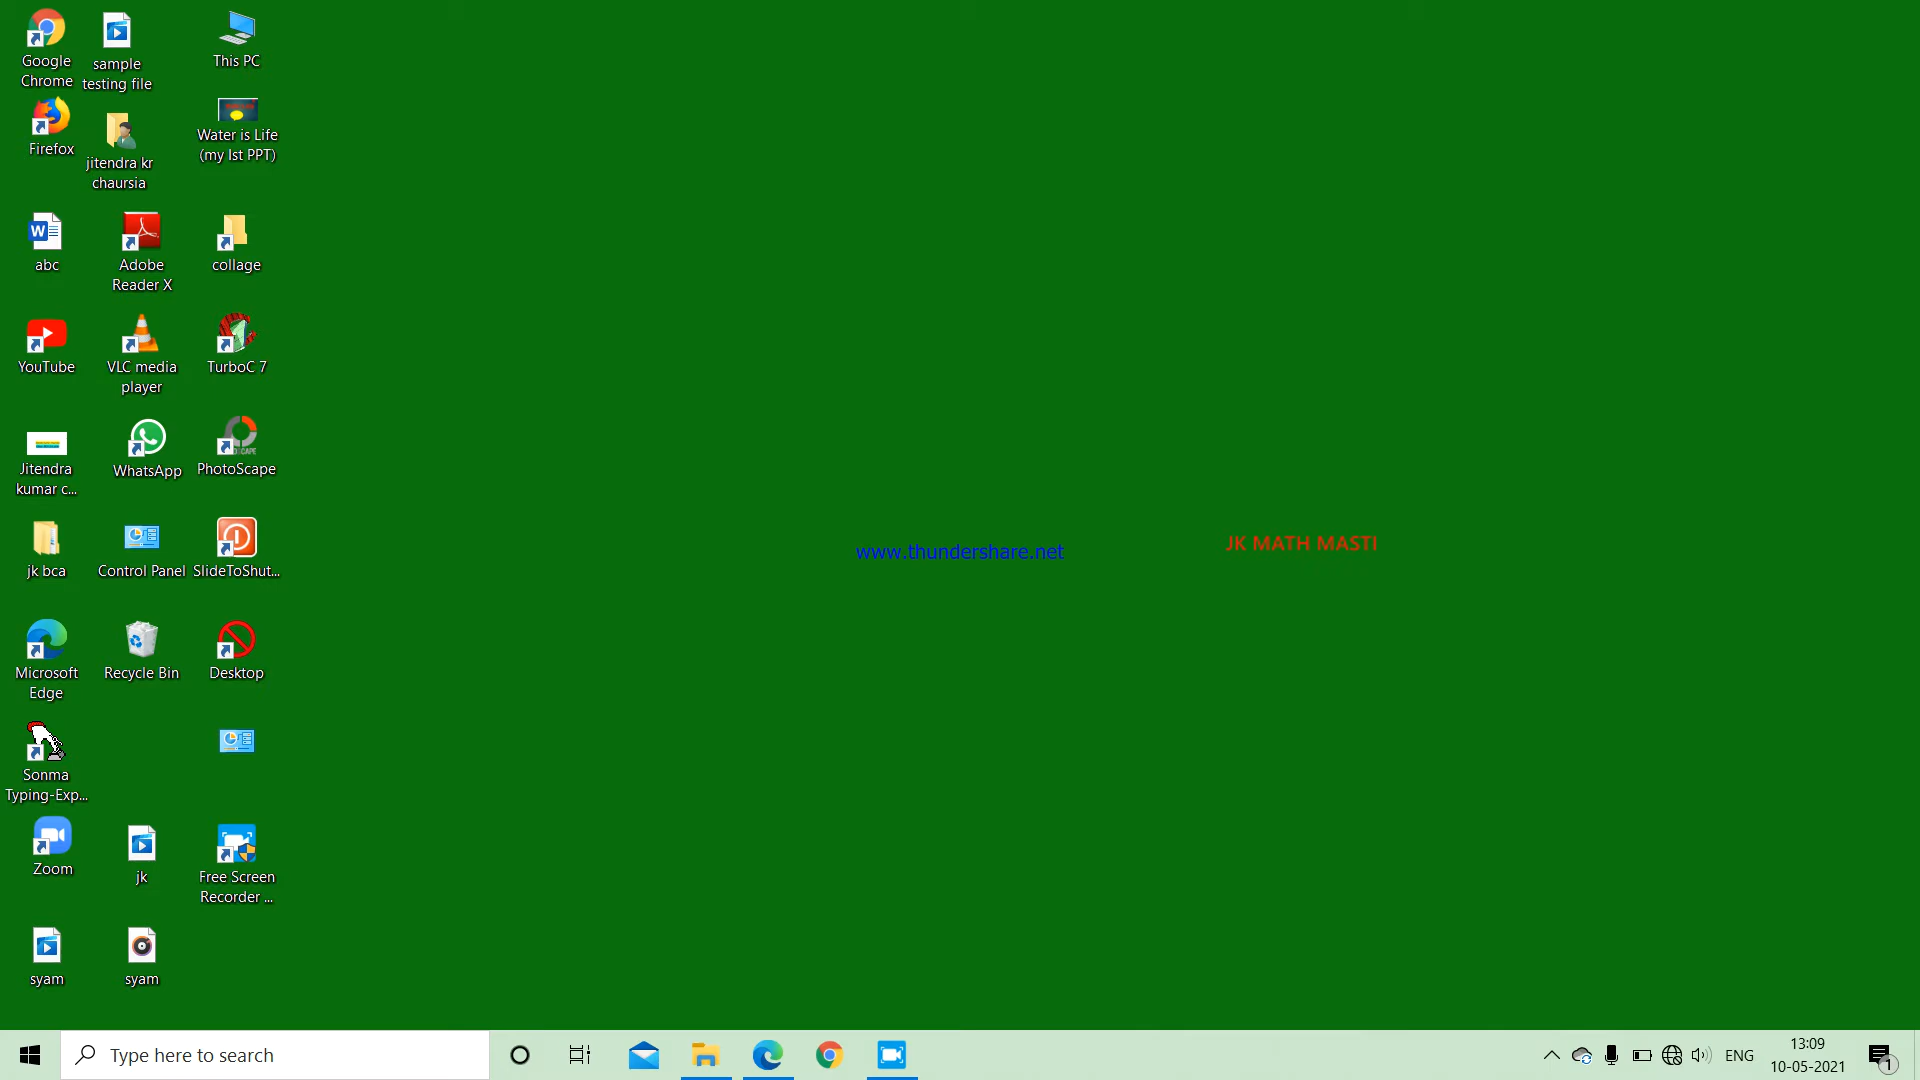 Google
Chrome
sample
testing file
This PC
Firefox
jitendra kr
chaursia
Water is Life
(my Ist PPT)
abc
Adobe
Reader X
collage
YouTube
VLC media
player
TurboC 7
Jitendra
kumar c...
WhatsApp
PhotoScape
jk bca
Control Panel
SlideToShut...
www.thundershare.net
JK MATH MASTI
Microsoft
Edge
Recycle Bin
Desktop
Sonma
Typing-Exp...
Zoom
jk
Free Screen
Recorder ...
syam
syam
Type here to search
ENG
13:09
10-05-2021
1